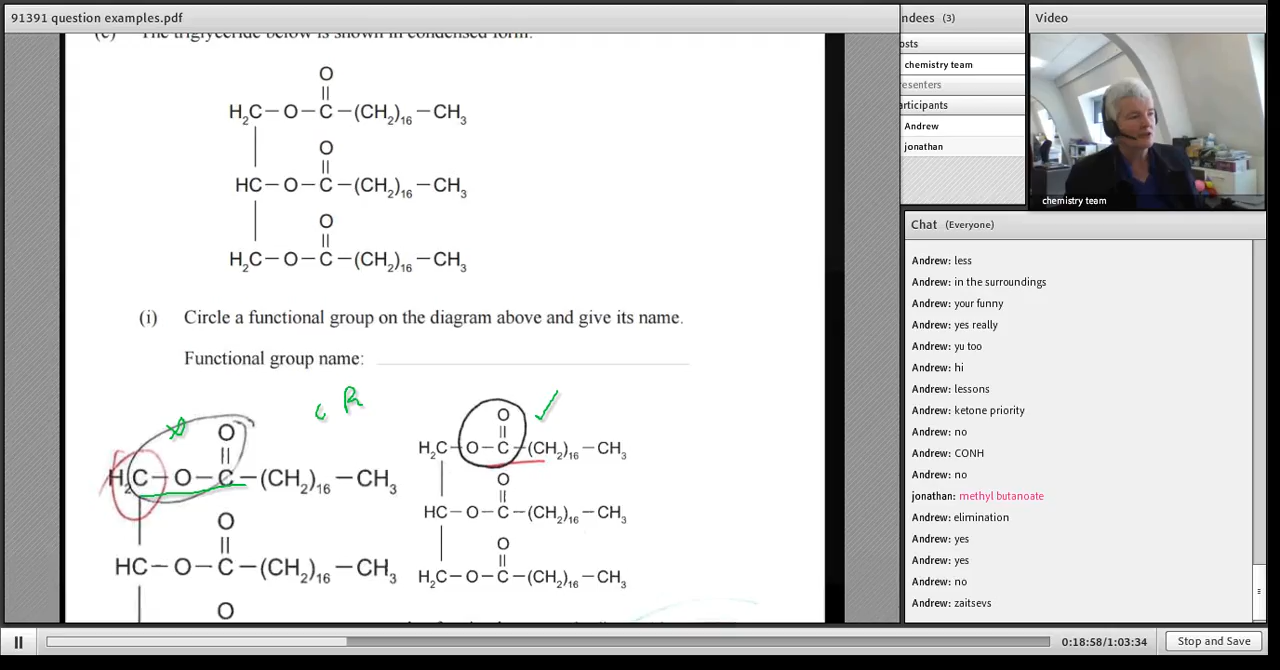 91391 question examples.pdf
ndees (3)
Video
The triglyceride below is shown in condensed form.
osts
chemistry team
resenters
articipants
Andrew
jonathan
chemistry team
O
H₂C–O–C–(CH₂)₁₆–CH₃
O
HC–O–C–(CH₂)₁₆–CH₃
O
H₂C–O–C–(CH₂)₁₆–CH₃
(i) Circle a functional group on the diagram above and give its name.
Functional group name:
O
H₂C–O–C–(CH₂)₁₆–CH₃
O
HC–O–C–(CH₂)₁₆–CH₃
O
O
H₂C–O–C–(CH₂)₁₆–CH₃
O
HC–O–C–(CH₂)₁₆–CH₃
O
H₂C–O–C–(CH₂)₁₆–CH₃
Chat (Everyone)
Andrew: less
Andrew: in the surroundings
Andrew: your funny
Andrew: yes really
Andrew: yu too
Andrew: hi
Andrew: lessons
Andrew: ketone priority
Andrew: no
Andrew: CONH
Andrew: no
jonathan: methyl butanoate
Andrew: elimination
Andrew: yes
Andrew: yes
Andrew: no
Andrew: zaitsevs
0:18:58/1:03:34
Stop and Save